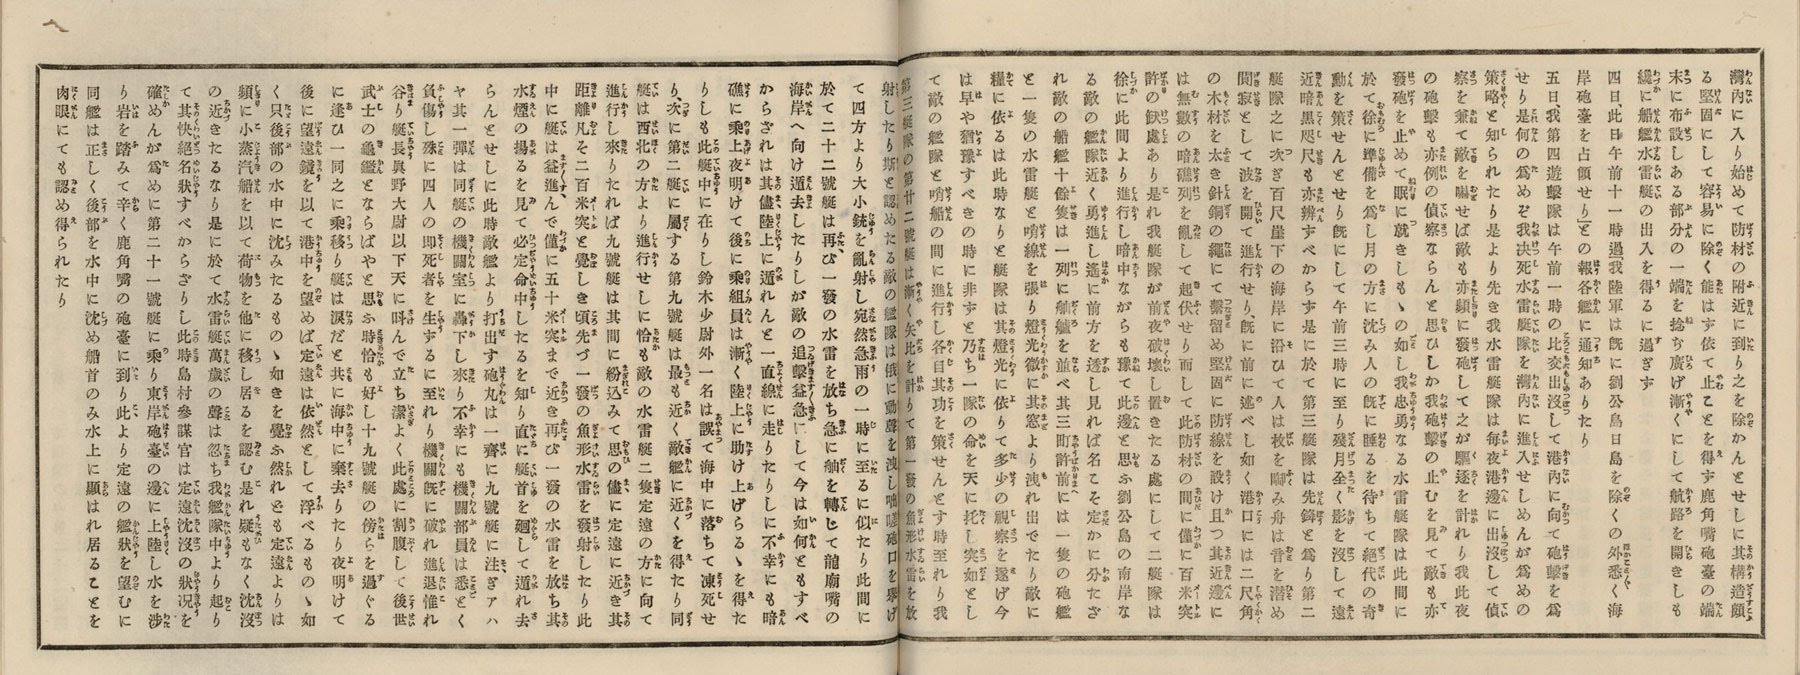 灣內に入り始めて防材の附近に到り之を除かんとせしに其構造頗
る堅固にして容易に除く能はず依て止ことを得ず鹿角嘴砲臺の端
末に布設しある部分の一端を捻ぢ廣げ漸くにして航路を開きしも
纔に船艦水雷艇の出入を得るに過ぎず
四日、此日午前十一時過、我陸軍は既に劉公島日島を除くの外悉く海
岸砲臺を占領せりとの報各艦に通知ありたり
五日、我第四遊擊隊は午前一時の比交出沒して港內に向て砲擊を爲
せり是何のた爲めぞ我決死水雷艇隊を灣內に進入せしめんが爲めの
策略と知られたり是より先き我水雷艇隊は每夜港邊に出沒して偵
察を兼て敵を嚇せば敵も亦頻に發砲して之が驅逐を計れり我此夜
の砲擊も亦例の偵察ならんと思ひしか我砲擊の止むを見て敵も亦
發砲を止めて眠に就きしもゝの如し我忠勇なる水雷艇隊は此間に
於て徐に準備を爲し月の方に沈み人の既に睡るを待ちて絕代の奇
勳を策せんとせり既にして午前三時に至り殘月全く影を沒して遠
近暗黑咫尺も亦辨すべからず是に於て第三艇隊は先鋒と爲り第二
艇隊之に次ぎ百尺崖下の海岸に沿ひて人は枚を啣み舟は音を潜め
闃寂として波を開て進行せり、既に前に述べし如く港口には二尺角
の木材を太き針銅の繩にて繫留め堅固に防線を設け且つ其近邊に
は無數の暗礁列を亂して起伏せり而して此防材の間に僅に百米突
許の缺處あり是れ我艇隊が前夜破壞し置きたる處にして二艇隊は
徐に此間より進行し暗中ながらも豫て此邊と思ふ劉公島の南岸な
る敵の艦隊近く勇進し遙に前方を透し見れば名こそ定かに分たざ
れ敵の船艦十餘隻は一列に舳艫を並べ其三町許前には一隻の砲艦
と一隻の水雷艇と哨線を張り燈光微に其窓より洩れ出でたり敵に
糧に依るは此時なりと艇隊は其燈光に依りて多少の觀察を遂げ今
は早や猶豫すべきの時に非ずと乃ち一隊の命を天に托し突如とし
て敵の艦隊と哨船の間に進行し各自其功を策せんとす時至れり我
第三艇隊の第廿二號艇は漸く矢比を計りて第一發の魚形水雷を放
射したり斯と認めたる敵の艦隊は俄に動聲を洩し咄嗟砲口を擧げ
て四方より大小銃を亂射し宛然急雨の一時に至るに似たり此間に
於て二十二號艇は再び一發の水雷を放ち急に舳を轉じて龍廟嘴の
海岸へ向け遁去したりしが敵の追擊益急にして今は如何ともすべ
からざれは其儘陸上に遁れんと一直線に走りたりしに不幸にも暗
礁に乘上夜明けて後に乘組員は漸く陸上に助け上げらるゝを得た
りしも此艇中に在りし鈴木少尉外一名は誤て海中に落ちて凍死せ
り、次に第二艇に屬する第九號艇は最も近く敵艦に近くを得たり同
艇は西北の方より進行せしに恰も敵の水雷艇二隻定遠の方に向て
進行し來りたれば九號艇は其間に紛込みて思の儘に定遠に近き其
距離凡そ二百米突と覺しき頃先づ一發の魚形水雷を發射したり此
中に艇は益進んで僅に五十米突まで近き再び一發の水雷を放ち其
水煙の揚るを見て必定命中したるを知り直に艇首を廻して遁れ去
らんとせしに此時敵艦より打出す砲丸は一齊に九號艇に注ぎアハ
ヤ其一彈は同艇の機關室に轟下し來り不幸にも機關部員は悉とく
負傷し殊に四人の卽死者を生ずるに至れり機關既に破れ進退惟れ
谷り艇長眞野大尉以下天に呌んで立ち潔よく此處に割腹して後世
武士の龜鑑とならばやと思ふ時恰も好し十九號艇の傍らを過ぐる
に逢ひ一同之に乘移り艇は淚だと共に海中に棄去りたり夜明けて
後に望遠鏡を以て港中を望めば定遠は依然として浮べるものゝ如
く只後部の水中に沈みたるものゝ如きを覺ふ然れども定遠よりは
頻りに小蒸汽船を以て荷物を他に移し居るを認む是れ疑もなく沈沒
の近きたるなり是に於て水雷艇萬歲の聲は忽ち我艦隊中より起り
て其快絕名狀すべからざりし此時島村參謀官は定遠沈沒の狀况を
確めんが爲めに第二十一號艇に乘り東岸砲臺の邊に上陸し水を涉
り岩を踏みて辛く鹿角嘴の砲臺に到り此より定遠の艦狀を望むに
同艦は正しく後部を水中に沈め船首のみ水上に顯はれ居ることを
肉眼にても認め得られたり